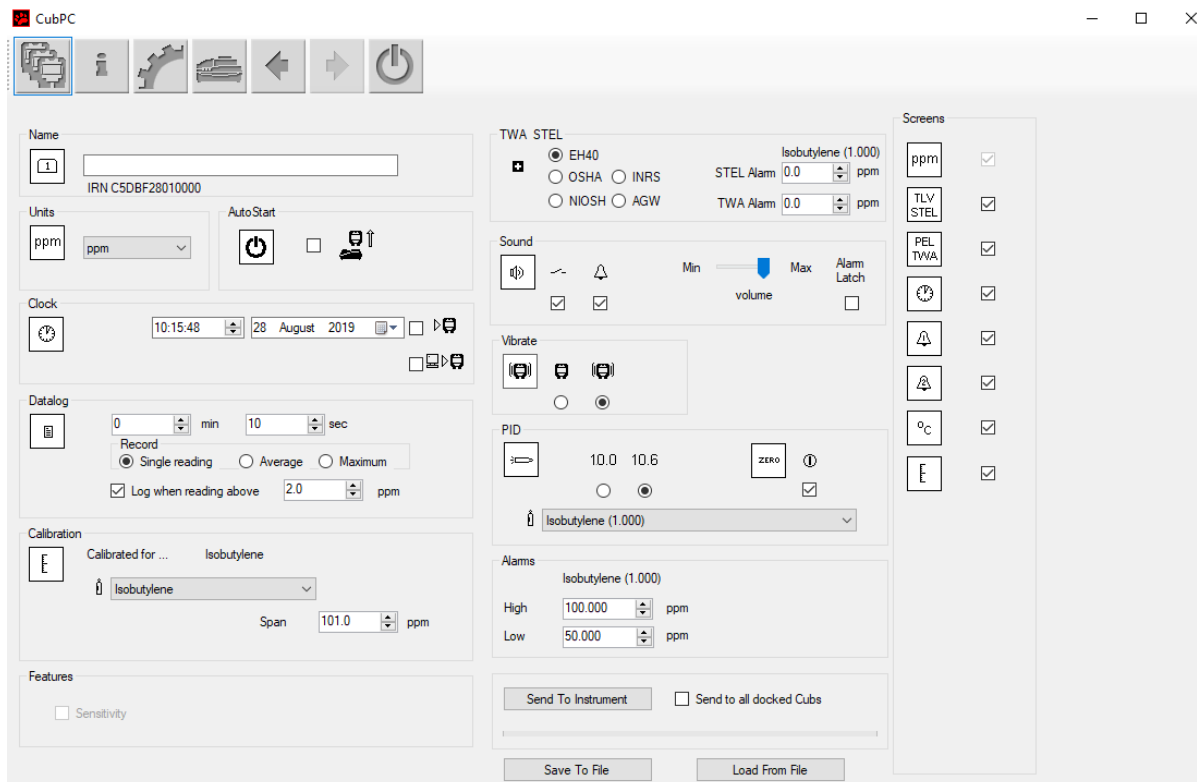 CubPC
i
Name
1
IRN C5DBF28010000
Units
ppm
ppm
AutoStart
Clock
10:15:48
28 August 2019
Datalog
0 min 10 sec
Record
Single reading Average Maximum
Log when reading above 2.0 ppm
Calibration
Calibrated for ... Isobutylene
Isobutylene
Span 101.0 ppm
Features
Sensitivity
TWA STEL
EH40
OSHA INRS
NIOSH AGW
Isobutylene (1.000)
STEL Alarm 0.0 ppm
TWA Alarm 0.0 ppm
Sound
Min Max
volume
Alarm
Latch
Vibrate
PID
10.0 10.6
ZERO
Isobutylene (1.000)
Alarms
Isobutylene (1.000)
High 100.000 ppm
Low 50.000 ppm
Send To Instrument
Send to all docked Cubs
Save To File
Load From File
Screens
ppm
TLV
STEL
PEL
TWA
1
2
°C